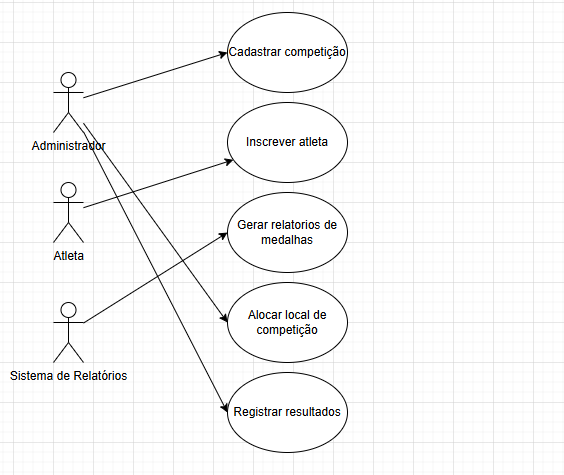 Cadastrar competição
Administrador
Inscrever atleta
Atleta
Gerar relatorios de
medalhas
Alocar local de
competição
Sistema de Relatórios
Registrar resultados